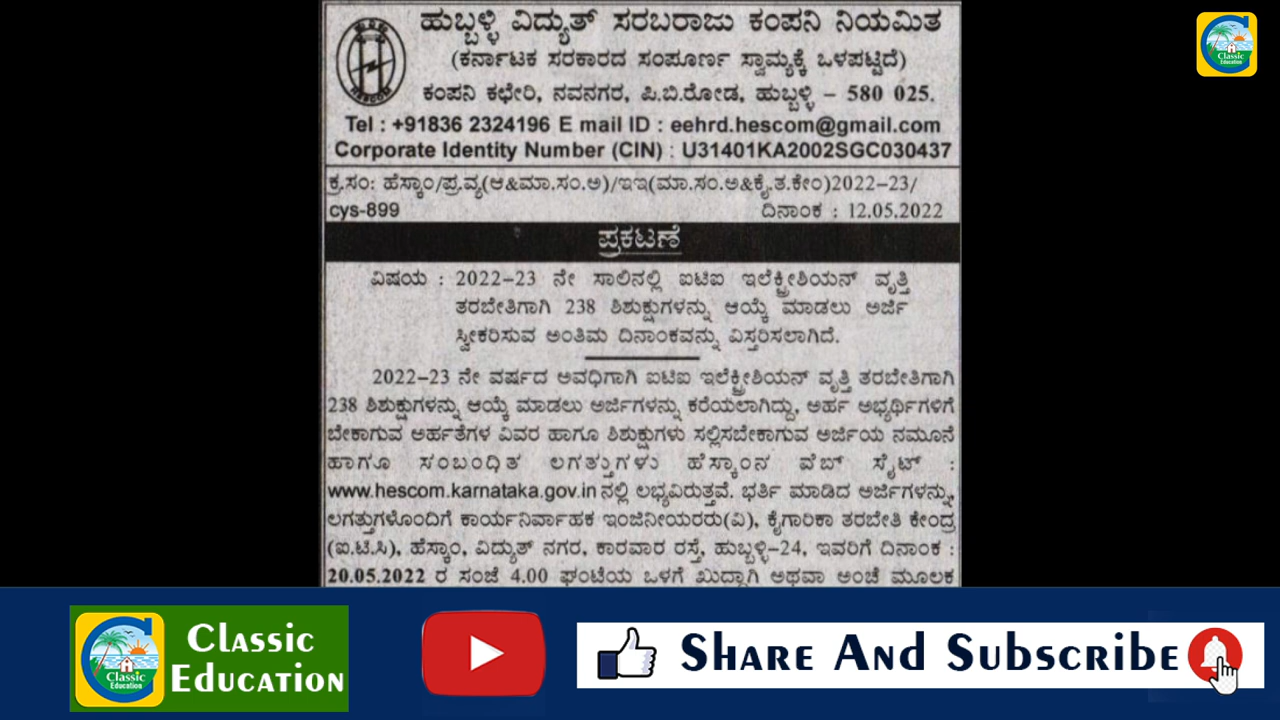 ಹುಬ್ಬಳ್ಳಿ ವಿದ್ಯುತ್ ಸರಬರಾಜು ಕಂಪನಿ ನಿಯಮಿತ
(ಕರ್ನಾಟಕ ಸರಕಾರದ ಸಂಪೂರ್ಣ ಸ್ವಾಮ್ಯಕ್ಕೆ ಒಳಪಟ್ಟಿದೆ)
ಕಂಪನಿ ಕಛೇರಿ, ನವನಗರ, ಪಿ.ಬಿ.ರೋಡ, ಹುಬ್ಬಳ್ಳಿ – 580 025.
HESCOM
Tel : +91836 2324196 E mail ID : eehrd.hescom@gmail.com
Corporate Identity Number (CIN) : U31401KA2002SGC030437
ಕ್ರ.ಸಂ: ಹೆಸ್ಕಾಂ/ಪ್ರ.ವ್ಯ(ಆ&ಮಾ.ಸಂ.ಅ)/ಇಇ(ಮಾ.ಸಂ.ಅ&ಕೈ.ತ.ಕೇಂ)2022–23/
cys-899 ದಿನಾಂಕ : 12.05.2022
ಪ್ರಕಟಣೆ
ವಿಷಯ : 2022–23 ನೇ ಸಾಲಿನಲ್ಲಿ ಐಟಿಐ ಇಲೆಕ್ಟ್ರೀಶಿಯನ್ ವೃತ್ತಿ
ತರಬೇತಿಗಾಗಿ 238 ಶಿಶುಕ್ಷುಗಳನ್ನು ಆಯ್ಕೆ ಮಾಡಲು ಅರ್ಜಿ
ಸ್ವೀಕರಿಸುವ ಅಂತಿಮ ದಿನಾಂಕವನ್ನು ವಿಸ್ತರಿಸಲಾಗಿದೆ.
2022–23 ನೇ ವರ್ಷದ ಅವಧಿಗಾಗಿ ಐಟಿಐ ಇಲೆಕ್ಟ್ರೀಶಿಯನ್ ವೃತ್ತಿ ತರಬೇತಿಗಾಗಿ
238 ಶಿಶುಕ್ಷುಗಳನ್ನು ಆಯ್ಕೆ ಮಾಡಲು ಅರ್ಜಿಗಳನ್ನು ಕರೆಯಲಾಗಿದ್ದು, ಅರ್ಹ ಅಭ್ಯರ್ಥಿಗಳಿಗೆ
ಬೇಕಾಗುವ ಅರ್ಹತೆಗಳ ವಿವರ ಹಾಗೂ ಶಿಶುಕ್ಷುಗಳು ಸಲ್ಲಿಸಬೇಕಾಗುವ ಅರ್ಜಿಯ ನಮೂನೆ
ಹಾಗೂ ಸಂಬಂಧಿತ ಲಗತ್ತುಗಳು ಹೆಸ್ಕಾಂನ ವೆಬ್ ಸೈಟ್ :
www.hescom.karnataka.gov.in ನಲ್ಲಿ ಲಭ್ಯವಿರುತ್ತವೆ. ಭರ್ತಿ ಮಾಡಿದ ಅರ್ಜಿಗಳನ್ನು,
ಲಗತ್ತುಗಳೊಂದಿಗೆ ಕಾರ್ಯನಿರ್ವಾಹಕ ಇಂಜಿನೀಯರರು(ವಿ), ಕೈಗಾರಿಕಾ ತರಬೇತಿ ಕೇಂದ್ರ
(ಐ.ಟಿ.ಸಿ), ಹೆಸ್ಕಾಂ, ವಿದ್ಯುತ್ ನಗರ, ಕಾರವಾರ ರಸ್ತೆ, ಹುಬ್ಬಳ್ಳಿ–24, ಇವರಿಗೆ ದಿನಾಂಕ :
20.05.2022 ರ ಸಂಜೆ 4.00 ಘಂಟೆಯ ಒಳಗೆ ಖುದ್ದಾಗಿ ಅಥವಾ ಅಂಚೆ ಮೂಲಕ
Classic
Education
Classic
Education
Classic
Education
Share And Subscribe